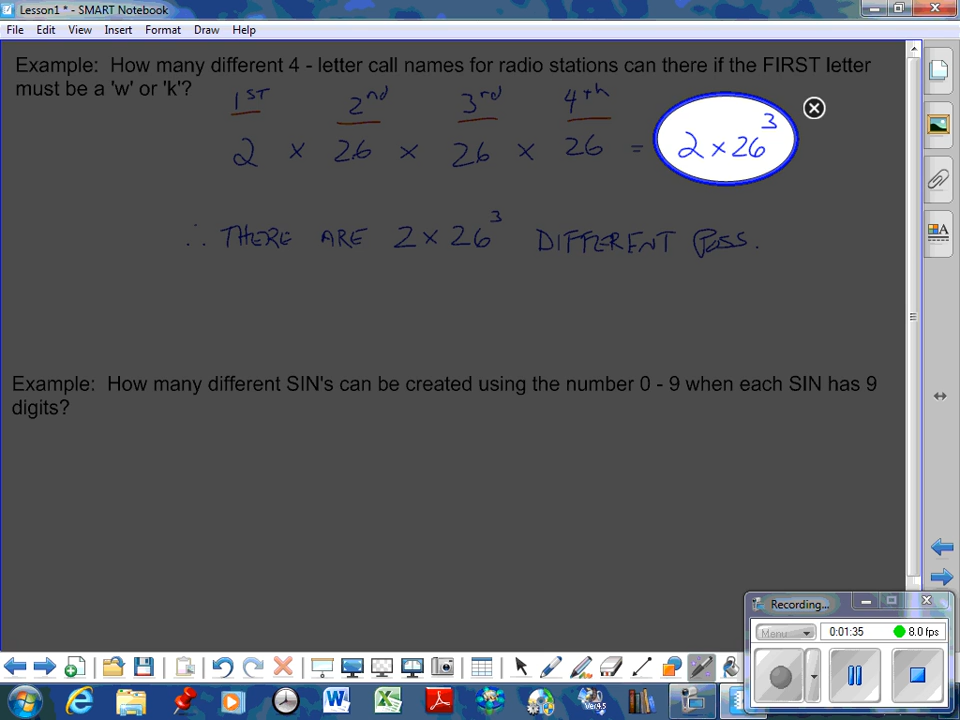 Lesson1 * - SMART Notebook
File Edit View Insert Format Draw Help
Example: How many different 4 - letter call names for radio stations can there if the FIRST letter
must be a 'w' or 'k'?
1ST 2nd 3rd 4th
2 × 26 × 26 × 26 = 2 × 26³
∴ THERE ARE 2 × 26³ DIFFERENT POSS.
Example: How many different SIN's can be created using the number 0 - 9 when each SIN has 9
digits?
Recording...
Menu 0:01:35 8.0 fps